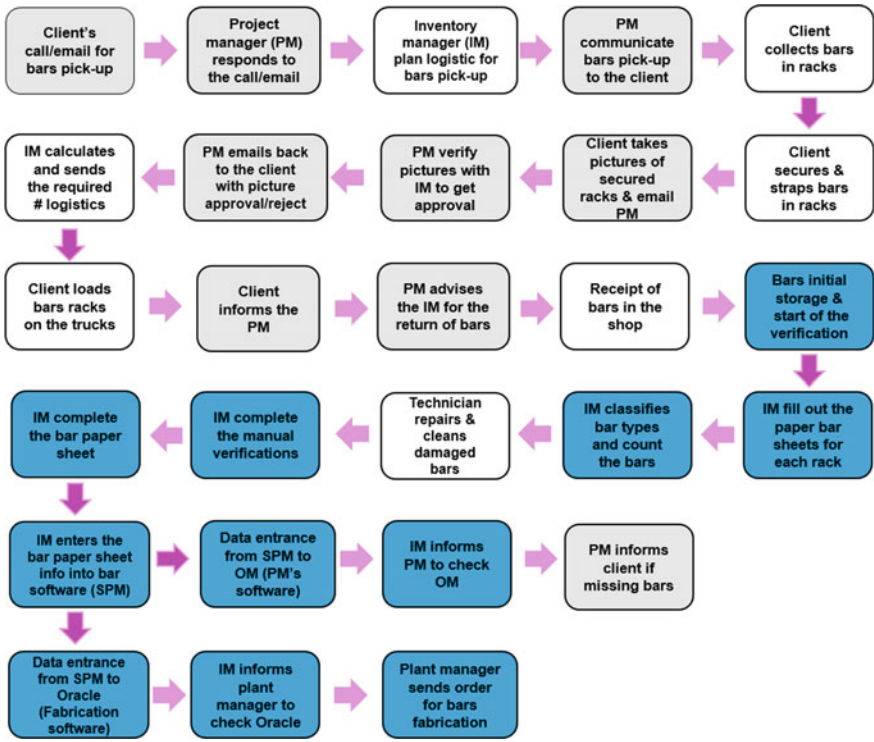 Client's
call/email for
bars pick-up
Project
manager (PM)
responds to
the call/email
Inventory
manager (IM)
plan logistic for
bars pick-up
PM
communicate
bars pick-up
to the client
Client
collects bars
in racks
Client
secures &
straps bars
in racks
Client takes
pictures of
secured
racks & email
PM
PM verify
pictures with
IM to get
approval
PM emails back
to the client
with picture
approval/reject
IM calculates
and sends
the required
# logistics
Client loads
bars racks
on the trucks
Client
informs the
PM
PM advises
the IM for the
return of bars
Receipt of
bars in the
shop
Bars initial
storage &
start of the
verification
IM fill out the
paper bar
sheets for
each rack
IM classifies
bar types
and count
the bars
Technician
repairs &
cleans
damaged
bars
IM complete
the manual
verifications
IM complete
the bar paper
sheet
IM enters the
bar paper sheet
info into bar
software (SPM)
Data entrance
from SPM to
OM (PM's
software)
IM informs
PM to check
OM
PM informs
client if
missing bars
Data entrance
from SPM to
Oracle
(Fabrication
software)
IM informs
plant
manager to
check Oracle
Plant manager
sends order
for bars
fabrication